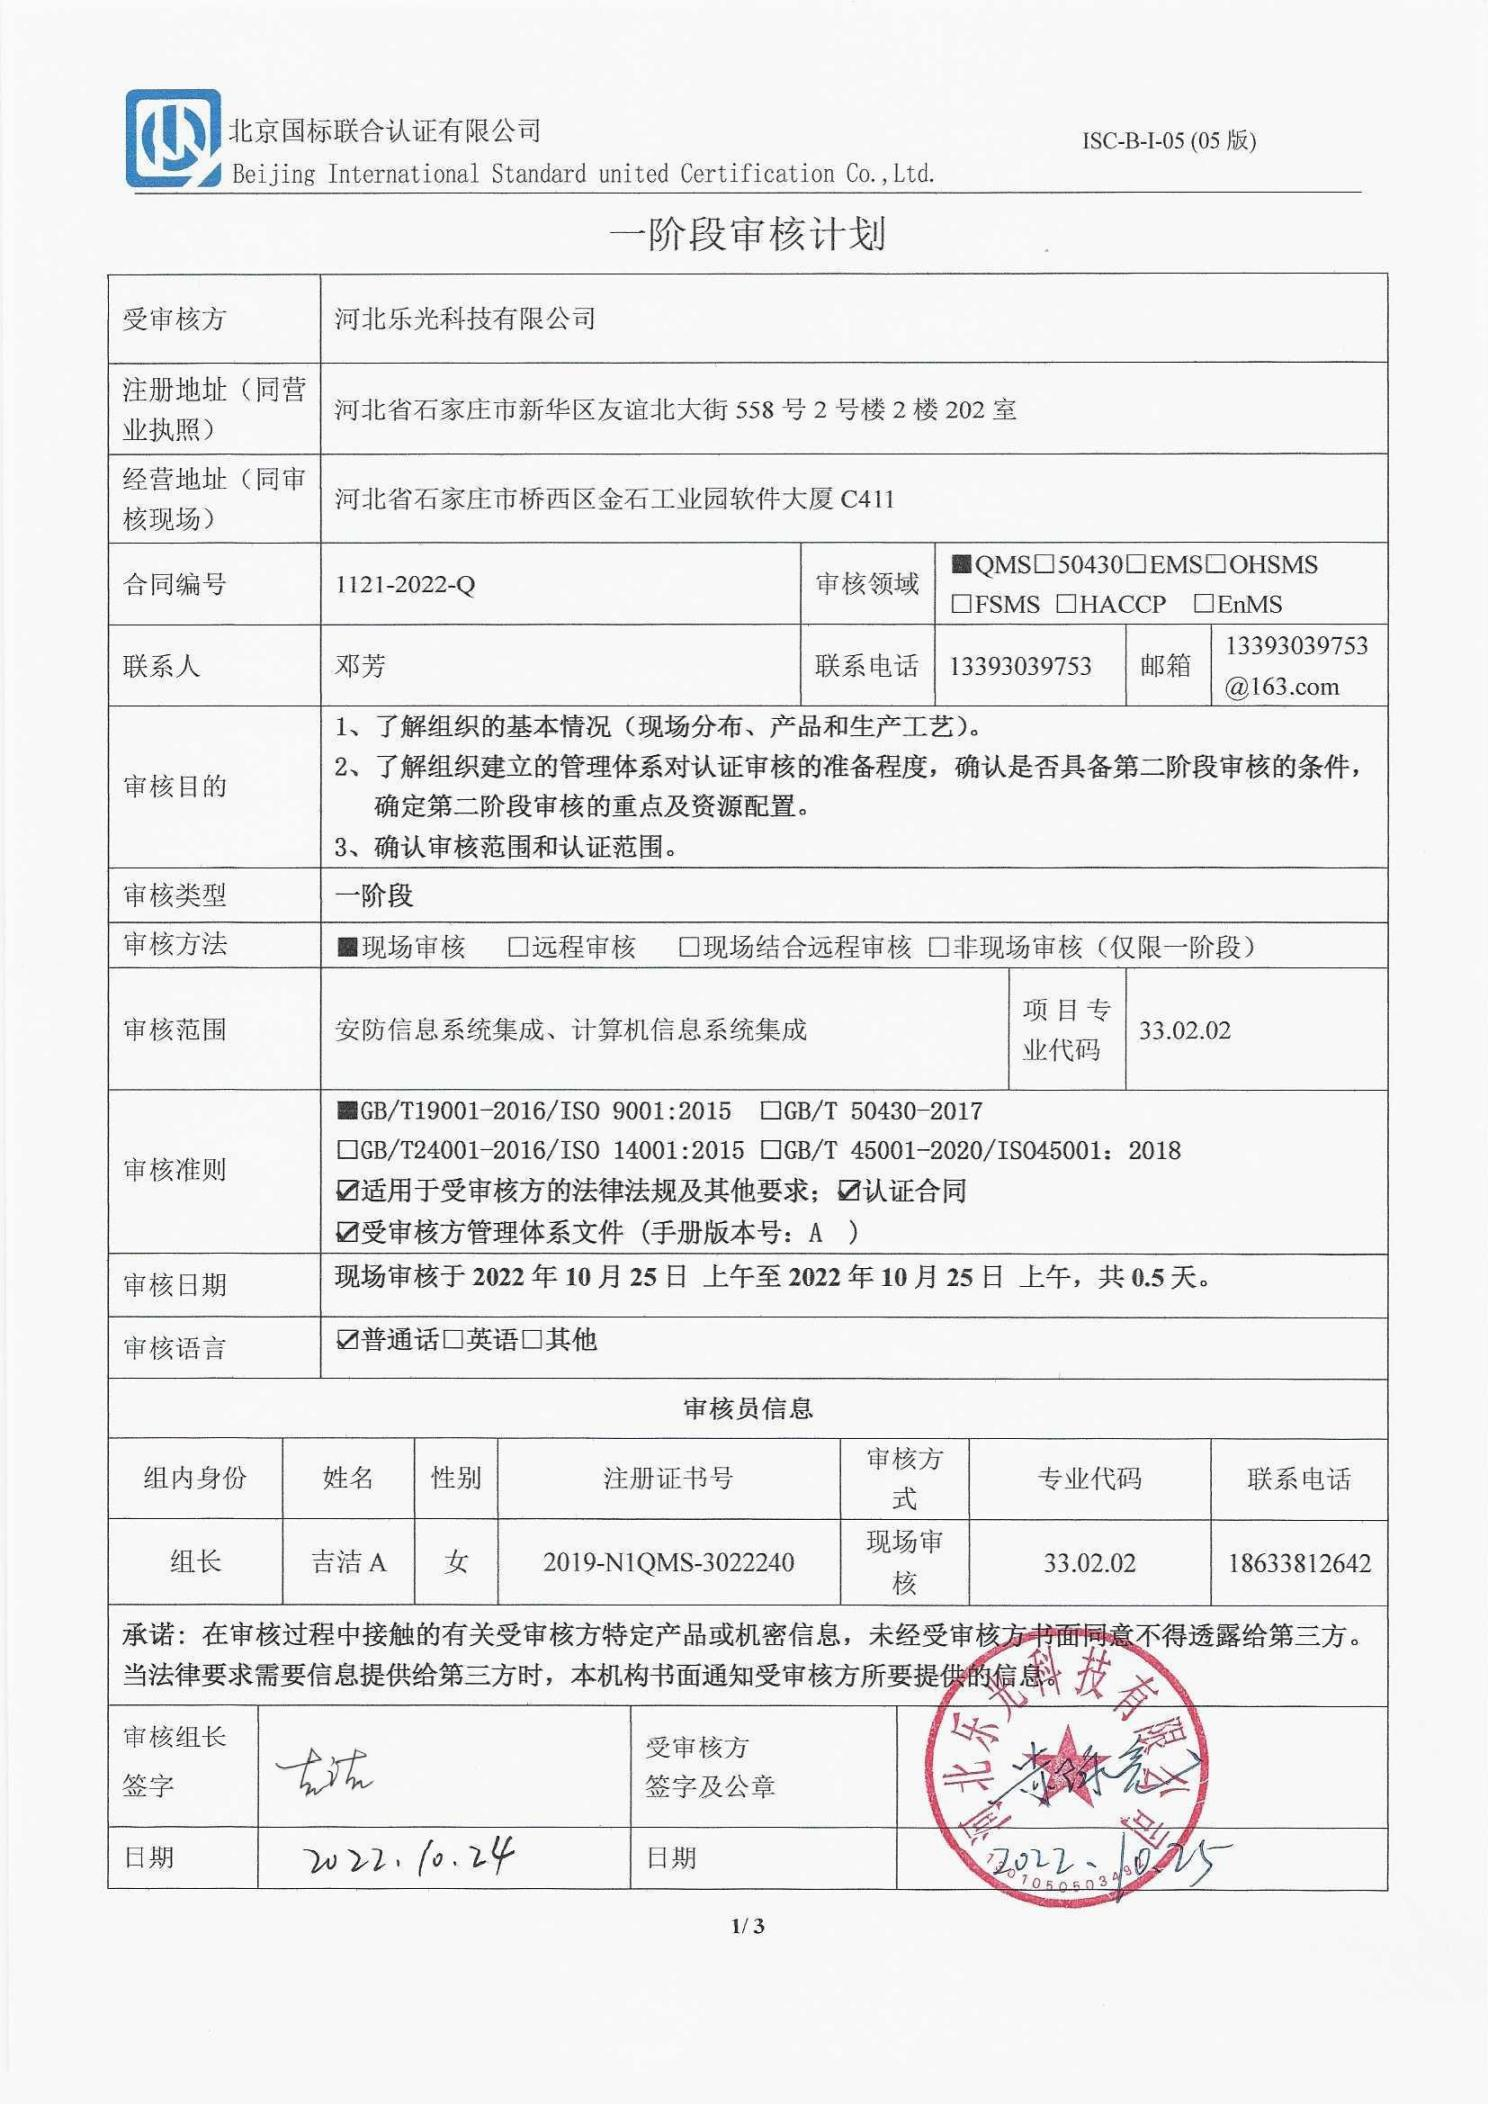 北京国标联合认证有限公司
ISC-B-I-05 (05 版)
Beijing International Standard united Certification Co.,Ltd.
一阶段审核计划
受审核方
河北乐光科技有限公司
注册地址（同营
业执照）
河北省石家庄市新华区友谊北大街 558 号 2 号楼 2 楼 202 室
经营地址（同审
核现场）
河北省石家庄市桥西区金石工业园软件大厦 C411
合同编号
1121-2022-Q
审核领域
■QMS□50430□EMS□OHSMS
□FSMS □HACCP □EnMS
联系人
邓芳
联系电话
13393039753
邮箱
13393039753
@163.com
审核目的
1、了解组织的基本情况（现场分布、产品和生产工艺）。
2、了解组织建立的管理体系对认证审核的准备程度，确认是否具备第二阶段审核的条件，
确定第二阶段审核的重点及资源配置。
3、确认审核范围和认证范围。
审核类型
一阶段
审核方法
■现场审核 □远程审核 □现场结合远程审核 □非现场审核（仅限一阶段）
审核范围
安防信息系统集成、计算机信息系统集成
项目专
业代码
33.02.02
审核准则
■GB/T19001-2016/ISO 9001:2015 □GB/T 50430-2017
□GB/T24001-2016/ISO 14001:2015 □GB/T 45001-2020/ISO45001：2018
☑适用于受审核方的法律法规及其他要求；☑认证合同
☑受审核方管理体系文件（手册版本号：A ）
审核日期
现场审核于 2022 年 10 月 25 日 上午至 2022 年 10 月 25 日 上午，共 0.5 天。
审核语言
☑普通话□英语□其他
审核员信息
组内身份
姓名
性别
注册证书号
审核方
式
专业代码
联系电话
组长
吉洁 A
女
2019-N1QMS-3022240
现场审
核
33.02.02
18633812642
承诺：在审核过程中接触的有关受审核方特定产品或机密信息，未经受审核方书面同意不得透露给第三方。
当法律要求需要信息提供给第三方时，本机构书面通知受审核方所要提供的信息。
审核组长
签字
吉洁
受审核方
签字及公章
河北乐光科技有限公司
日期
2022.10.24
日期
2022.10.25
1/ 3